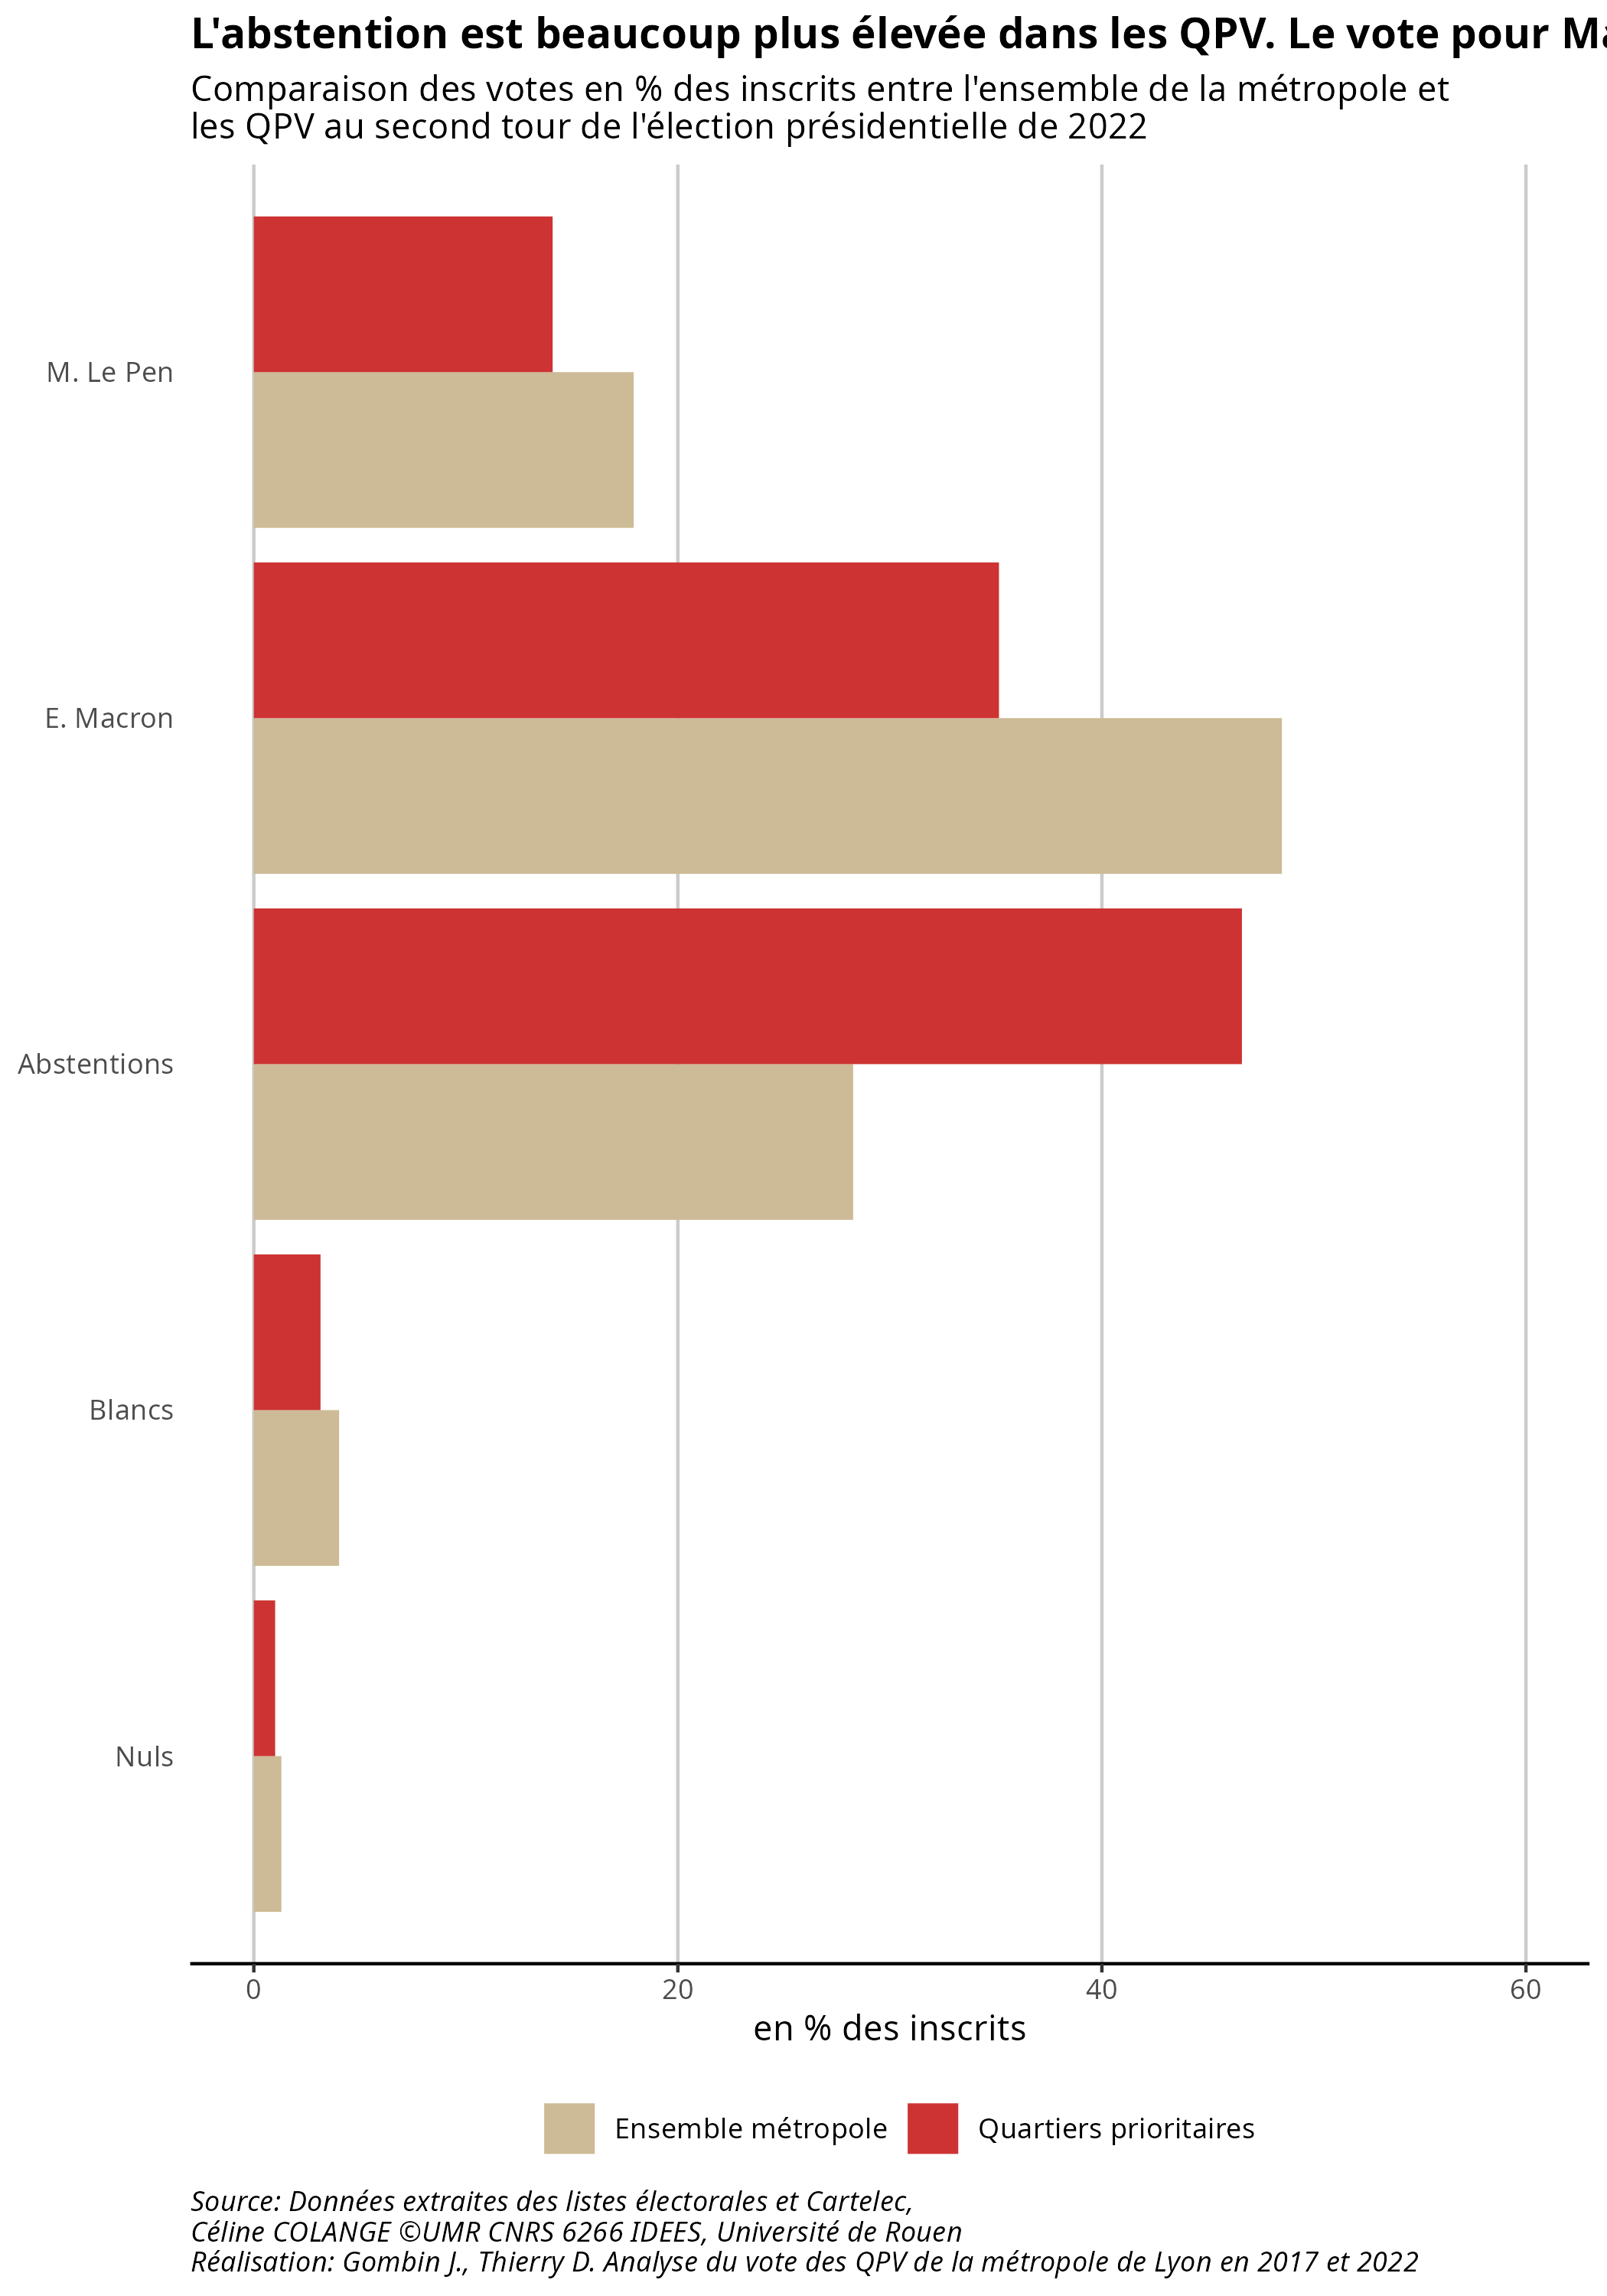 L'abstention est beaucoup plus élevée dans les QPV. Le vote pour
Comparaison des votes en % des inscrits entre l'ensemble de la métropole et
les QPV au second tour de l'élection présidentielle de 2022
M. Le Pen
E. Macron
Abstentions
Blancs
Nuls
0 20 40 60
en % des inscrits
Ensemble métropole Quartiers prioritaires
Source: Données extraites des listes électorales et Cartelec,
Céline COLANGE ©UMR CNRS 6266 IDEES, Université de Rouen
Réalisation: Gombin J., Thierry D. Analyse du vote des QPV de la métropole de Lyon en 2017 et 2022